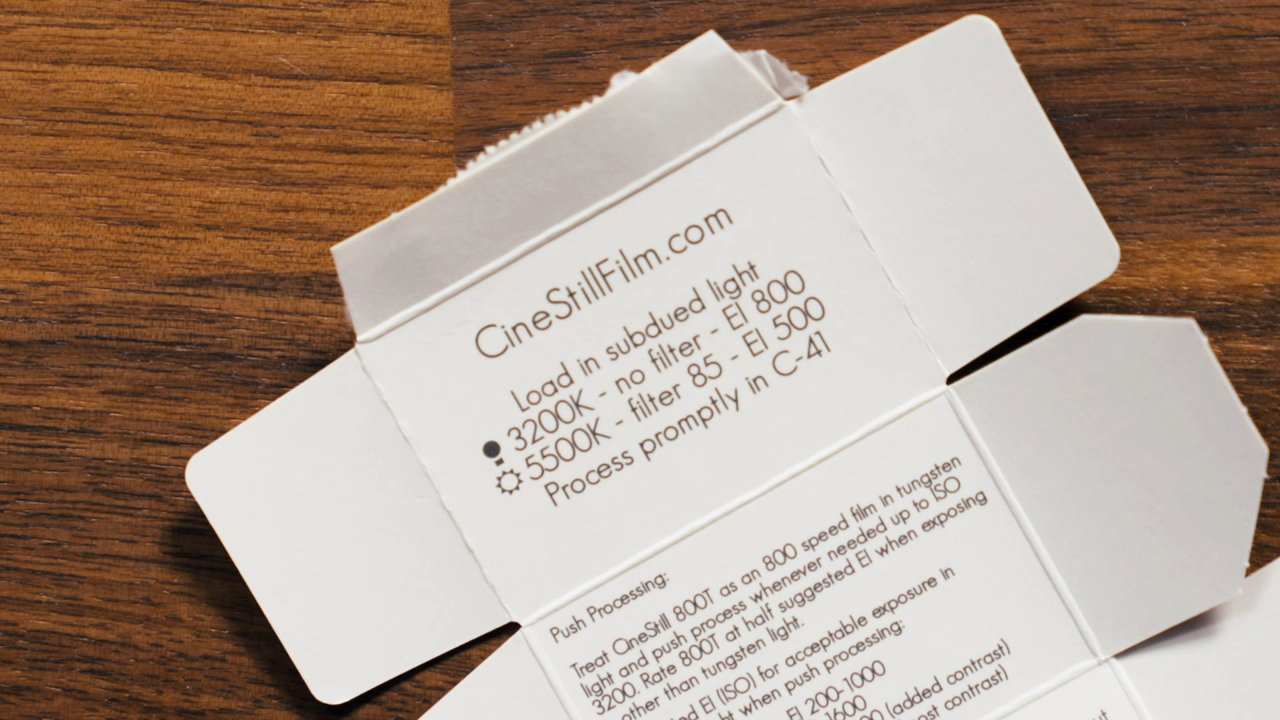 CineStillFilm.com
Load in subdued light
3200K - no filter - EI 800
5500K - filter 85 - EI 500
Process promptly in C-41
Push Processing:
Treat CineStill 800T as an 800 speed film in tungsten
light and push process whenever needed up to ISO
3200. Rate 800T at half suggested EI when exposing
other than tungsten light.
EI (ISO) for acceptable exposure in
when push processing:
EI 200-1000
1600
(added contrast)
contrast)